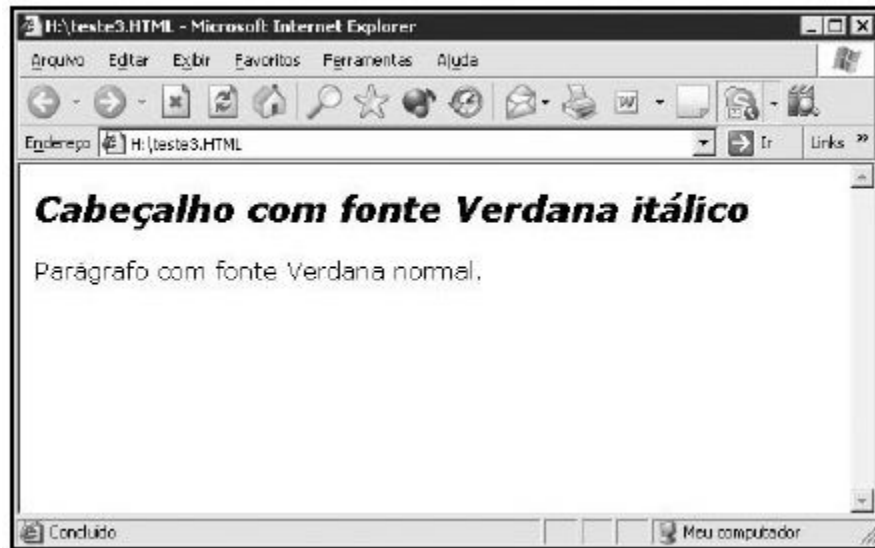 H:\teste3.HTML - Microsoft Internet Explorer
Arquivo Editar Exibir Favoritos Ferramentas Ajuda
W
Endereço H:\teste3.HTML Ir Links »
Cabeçalho com fonte Verdana itálico
Parágrafo com fonte Verdana normal.
Concluído Meu computador